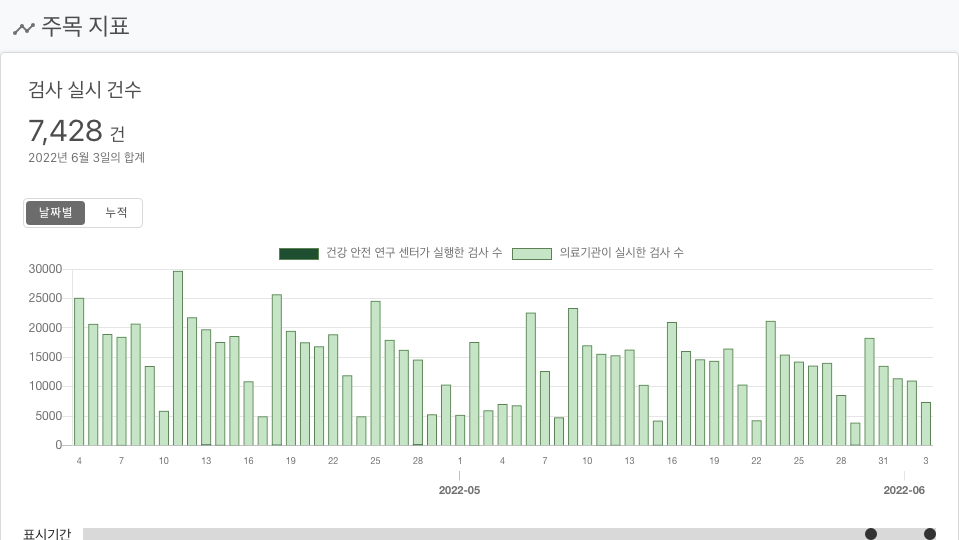 주목 지표
검사 실시 건수
7,428 건
2022년 6월 3일의 합계
날짜별 누적
건강 안전 연구 센터가 실행한 검사 수 의료기관이 실시한 검사 수
30000
25000
20000
15000
10000
5000
0
4 7 10 13 16 19 22 25 28 1 4 7 10 13 16 19 22 25 28 31 3
2022-05 2022-06
표시기간